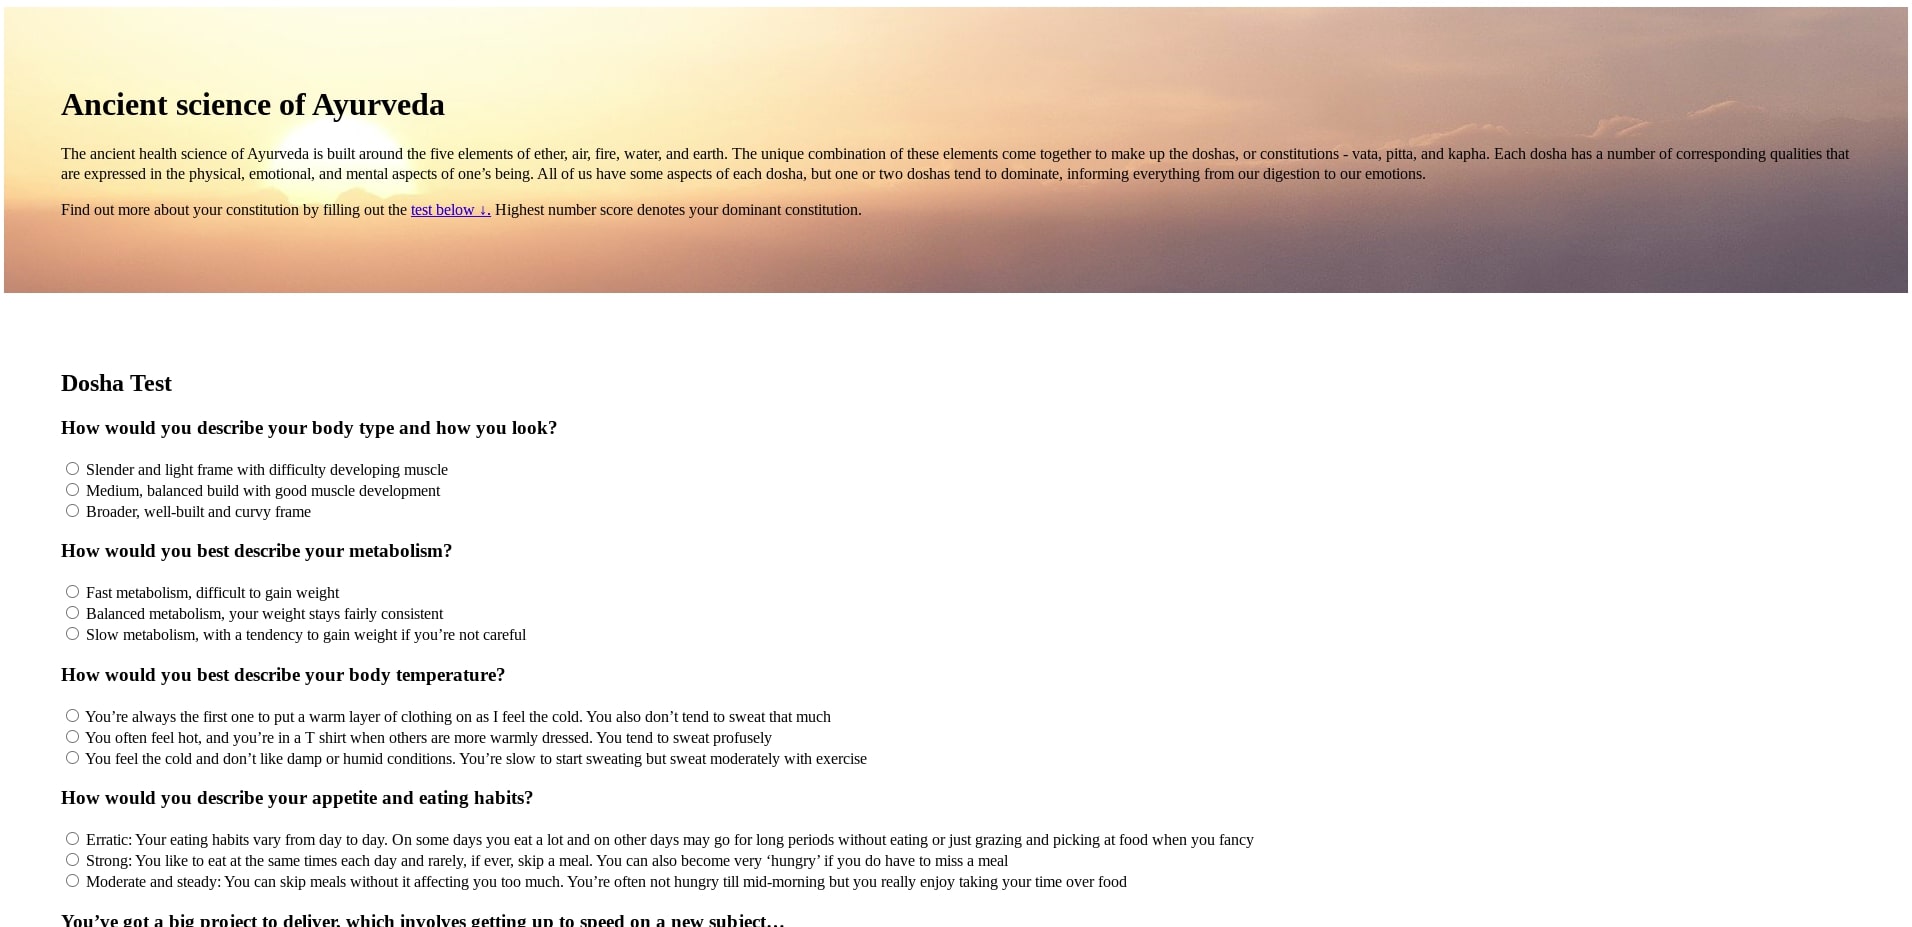 Ancient science of Ayurveda
The ancient health science of Ayurveda is built around the five elements of ether, air, fire, water, and earth. The unique combination of these elements come together to make up the doshas, or constitutions - vata, pitta, and kapha. Each dosha has a number of corresponding qualities that
are expressed in the physical, emotional, and mental aspects of one’s being. All of us have some aspects of each dosha, but one or two doshas tend to dominate, informing everything from our digestion to our emotions.
Find out more about your constitution by filling out the test below ↓. Highest number score denotes your dominant constitution.
Dosha Test
How would you describe your body type and how you look?
Slender and light frame with difficulty developing muscle
Medium, balanced build with good muscle development
Broader, well-built and curvy frame
How would you best describe your metabolism?
Fast metabolism, difficult to gain weight
Balanced metabolism, your weight stays fairly consistent
Slow metabolism, with a tendency to gain weight if you’re not careful
How would you best describe your body temperature?
You’re always the first one to put a warm layer of clothing on as I feel the cold. You also don’t tend to sweat that much
You often feel hot, and you’re in a T shirt when others are more warmly dressed. You tend to sweat profusely
You feel the cold and don’t like damp or humid conditions. You’re slow to start sweating but sweat moderately with exercise
How would you describe your appetite and eating habits?
Erratic: Your eating habits vary from day to day. On some days you eat a lot and on other days may go for long periods without eating or just grazing and picking at food when you fancy
Strong: You like to eat at the same times each day and rarely, if ever, skip a meal. You can also become very ‘hungry’ if you do have to miss a meal
Moderate and steady: You can skip meals without it affecting you too much. You’re often not hungry till mid-morning but you really enjoy taking your time over food
You’ve got a big project to deliver, which involves getting up to speed on a new subject…